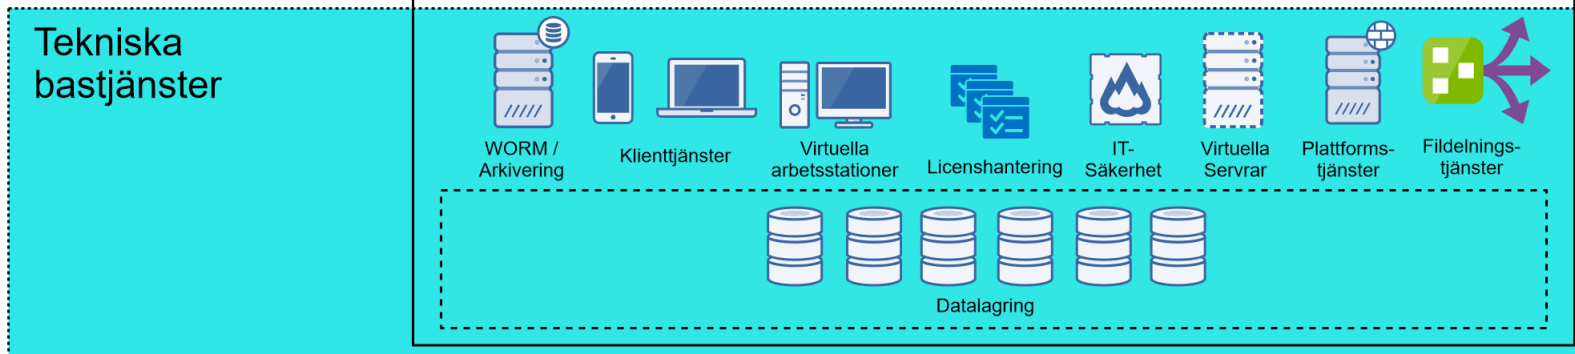 Tekniska
bastjänster
WORM /
Arkivering
Klienttjänster
Virtuella
arbetsstationer
Licenshantering
IT-
Säkerhet
Virtuella
Servrar
Plattforms-
tjänster
Fildelnings-
tjänster
Datalagring